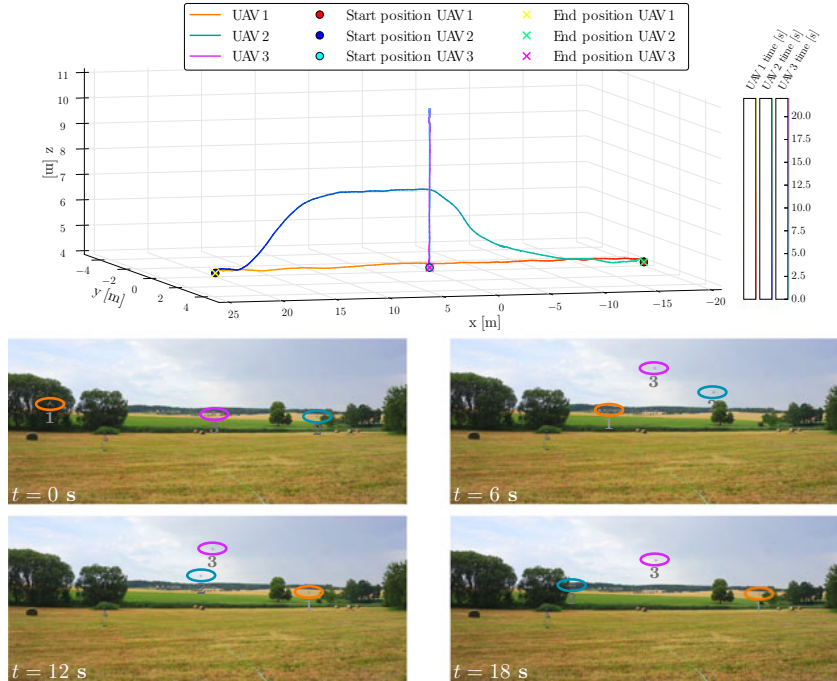 UAV 1 Start position UAV 1 End position UAV 1
UAV 2 Start position UAV 2 End position UAV 2
UAV 3 Start position UAV 3 End position UAV 3
UAV 1 time [s]
UAV 2 time [s]
UAV 3 time [s]
11
10
9
8
7
6
5
4
z [m]
−4
−2
0
2
4
y [m]
25 20 15 10 5 0 −5 −10 −15 −20
x [m]
20.0
17.5
15.0
12.5
10.0
7.5
5.0
2.5
0.0
1
t = 0 s
3
1
t = 6 s
3
1
t = 12 s
3
t = 18 s